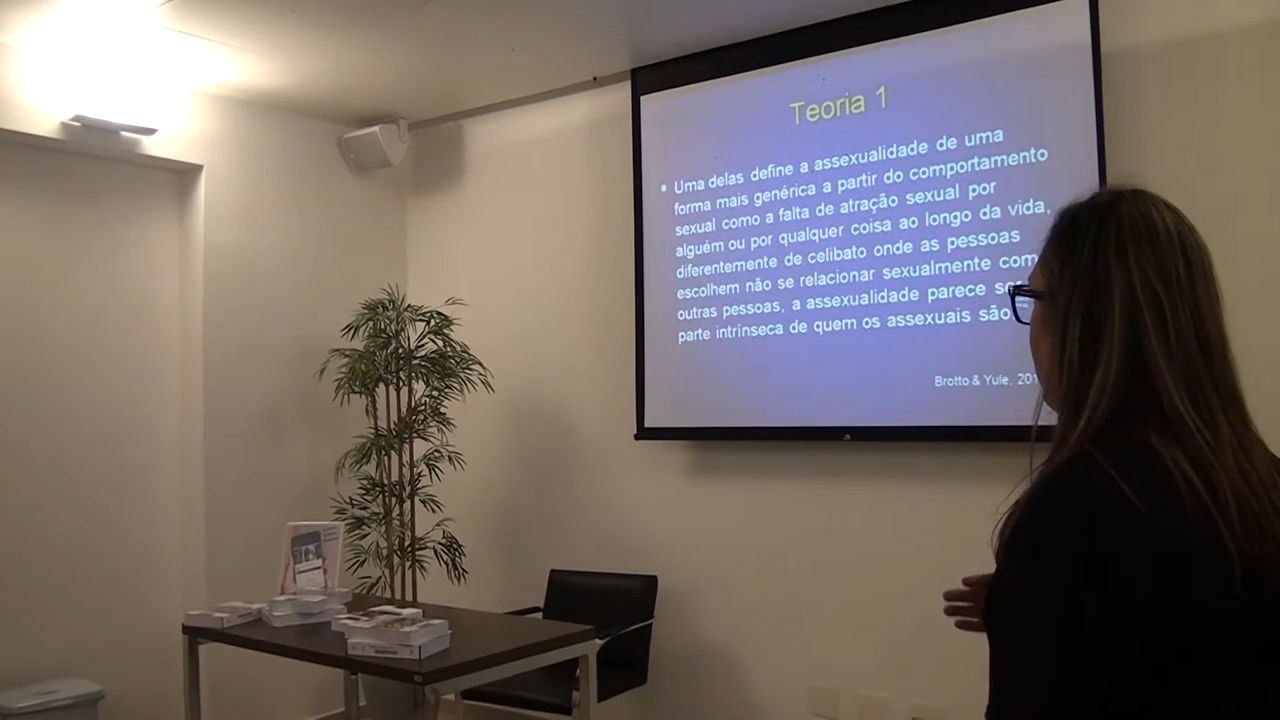 Teoria 1
Uma delas define a assexualidade de uma
forma mais genérica a partir do comportamento
sexual como a falta de atração sexual por
alguém ou por qualquer coisa ao longo da vida,
diferentemente de celibato onde as pessoas
escolhem não se relacionar sexualmente com
outras pessoas, a assexualidade parece
parte intrínseca de quem os assexuais são.
Brotto & Yule,